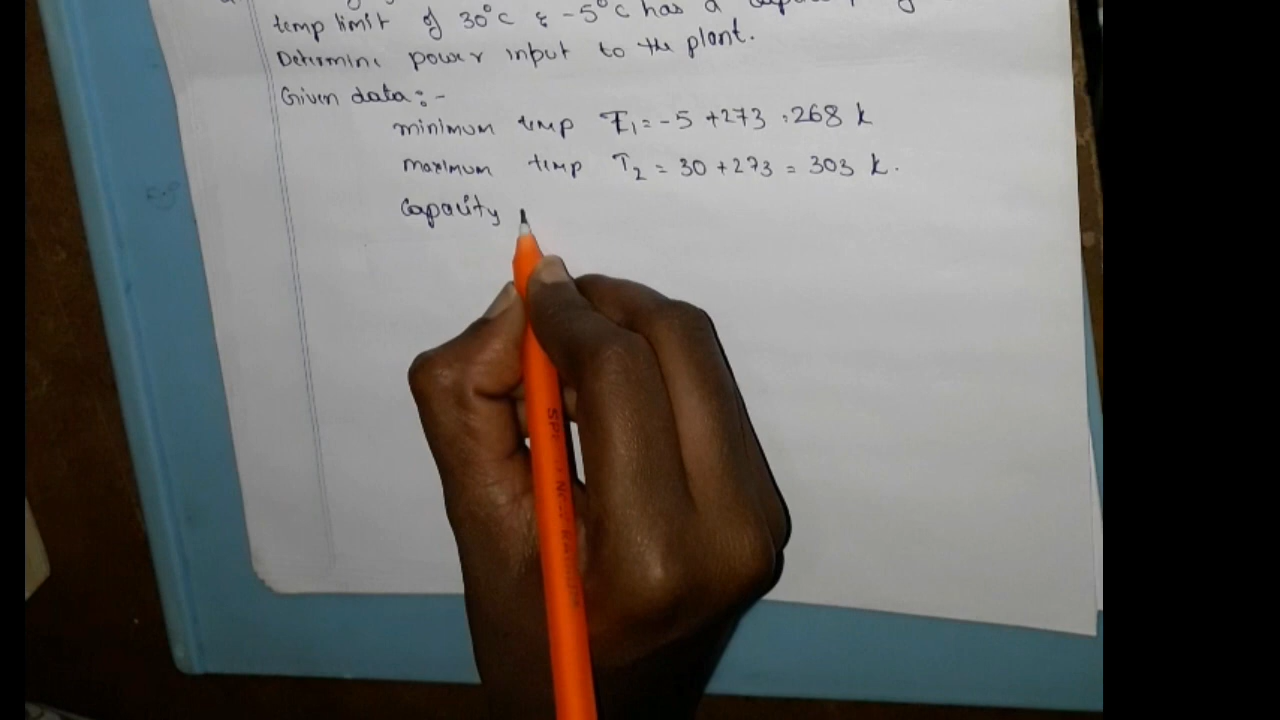 temp limit of 30°C & -5°C has a
Determine power input to the plant.
Given data:-
minimum temp T1 = -5 +273 = 268 k
maximum temp T2 = 30 +273 = 303 k.
Capacity